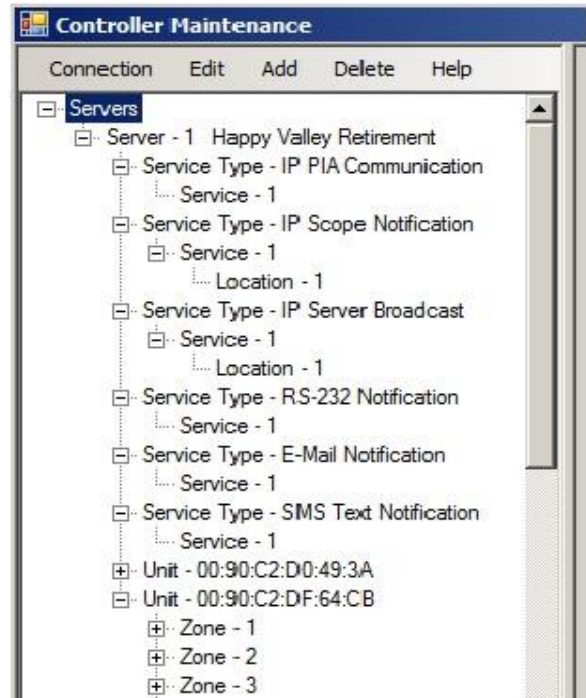 Controller Maintenance
Connection Edit Add Delete Help
Servers
Server - 1 Happy Valley Retirement
Service Type - IP PIA Communication
Service - 1
Service Type - IP Scope Notification
Service - 1
Location - 1
Service Type - IP Server Broadcast
Service - 1
Location - 1
Service Type - RS-232 Notification
Service - 1
Service Type - E-Mail Notification
Service - 1
Service Type - SMS Text Notification
Service - 1
Unit - 00:90:C2:D0:49:3A
Unit - 00:90:C2:DF:64:CB
Zone - 1
Zone - 2
Zone - 3